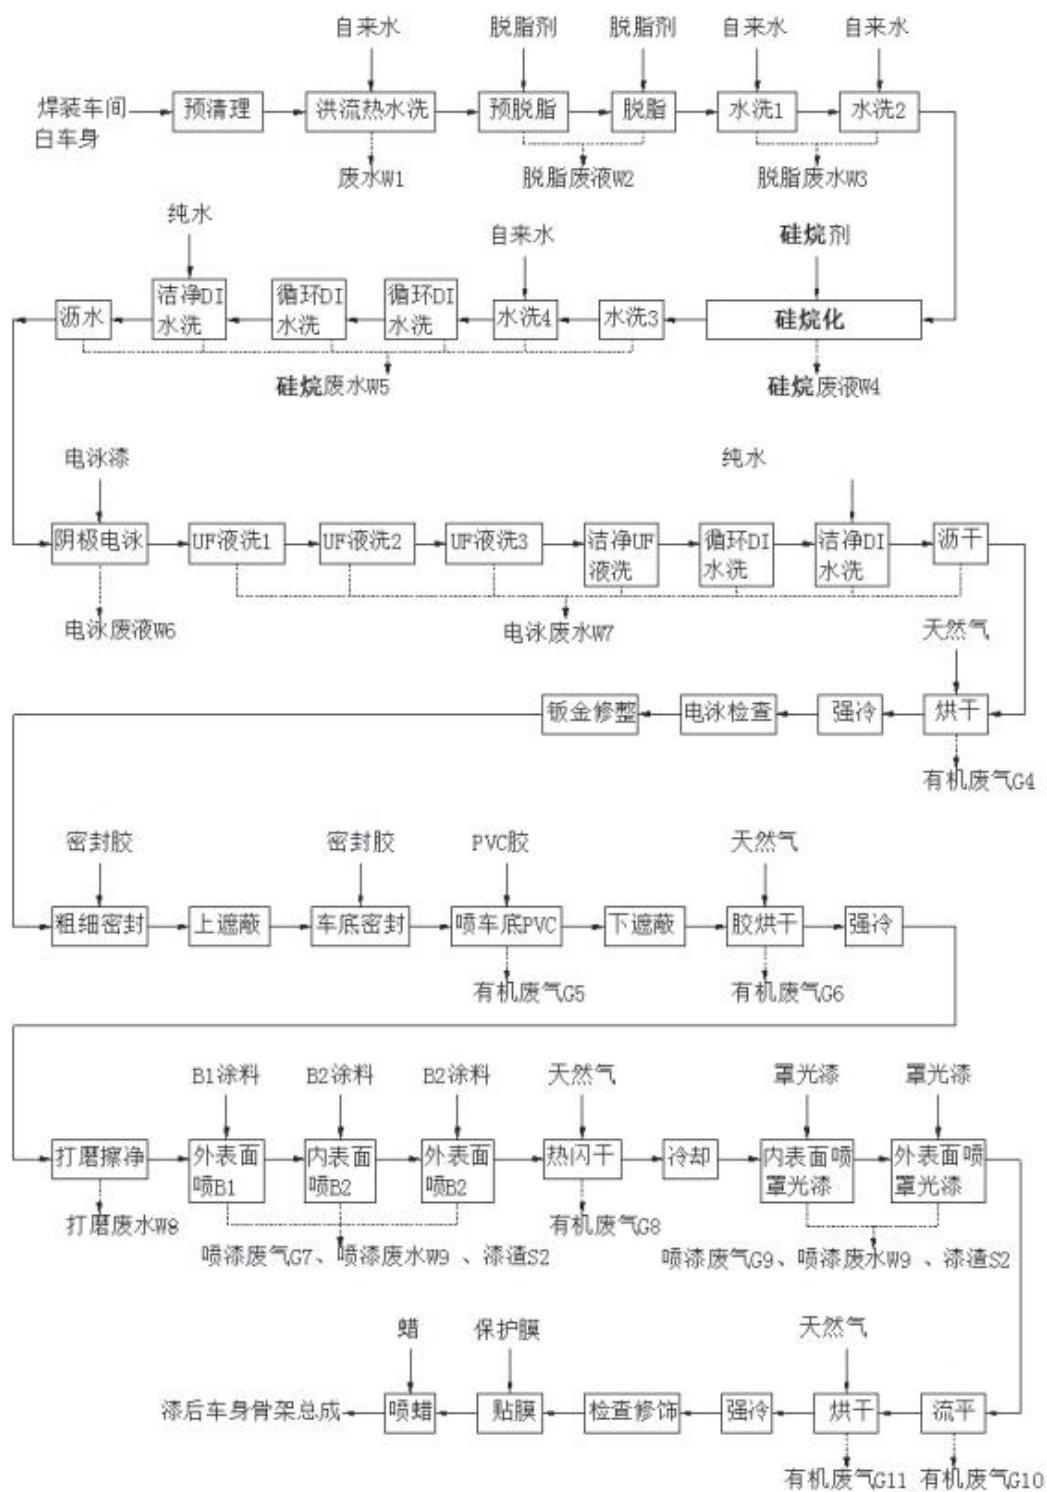 自来水
脱脂剂
脱脂剂
自来水
自来水
焊装车间
白车身
预清理
洪流热水洗
预脱脂
脱脂
水洗1
水洗2
废水W1
脱脂废液W2
脱脂废水W3
纯水
自来水
硅烷剂
沥水
洁净DI
水洗
循环DI
水洗
循环DI
水洗
水洗4
水洗3
硅烷化
硅烷废水W5
硅烷废液W4
电泳漆
纯水
阴极电泳
UF液洗1
UF液洗2
UF液洗3
洁净UF
液洗
循环DI
水洗
洁净DI
水洗
沥干
电泳废液W6
电泳废水W7
天然气
钣金修整
电泳检查
强冷
烘干
有机废气G4
密封胶
密封胶
PVC胶
天然气
粗细密封
上遮蔽
车底密封
喷车底PVC
下遮蔽
胶烘干
强冷
有机废气G5
有机废气G6
B1涂料
B2涂料
B2涂料
天然气
罩光漆
罩光漆
打磨擦净
外表面
喷B1
内表面
喷B2
外表面
喷B2
热闪干
冷却
内表面喷
罩光漆
外表面喷
罩光漆
打磨废水W8
喷漆废气G7、喷漆废水W9 、漆渣S2
有机废气G8
喷漆废气G9、喷漆废水W9 、漆渣S2
蜡
保护膜
天然气
漆后车身骨架总成
喷蜡
贴膜
检查修饰
强冷
烘干
流平
有机废气G11
有机废气G10